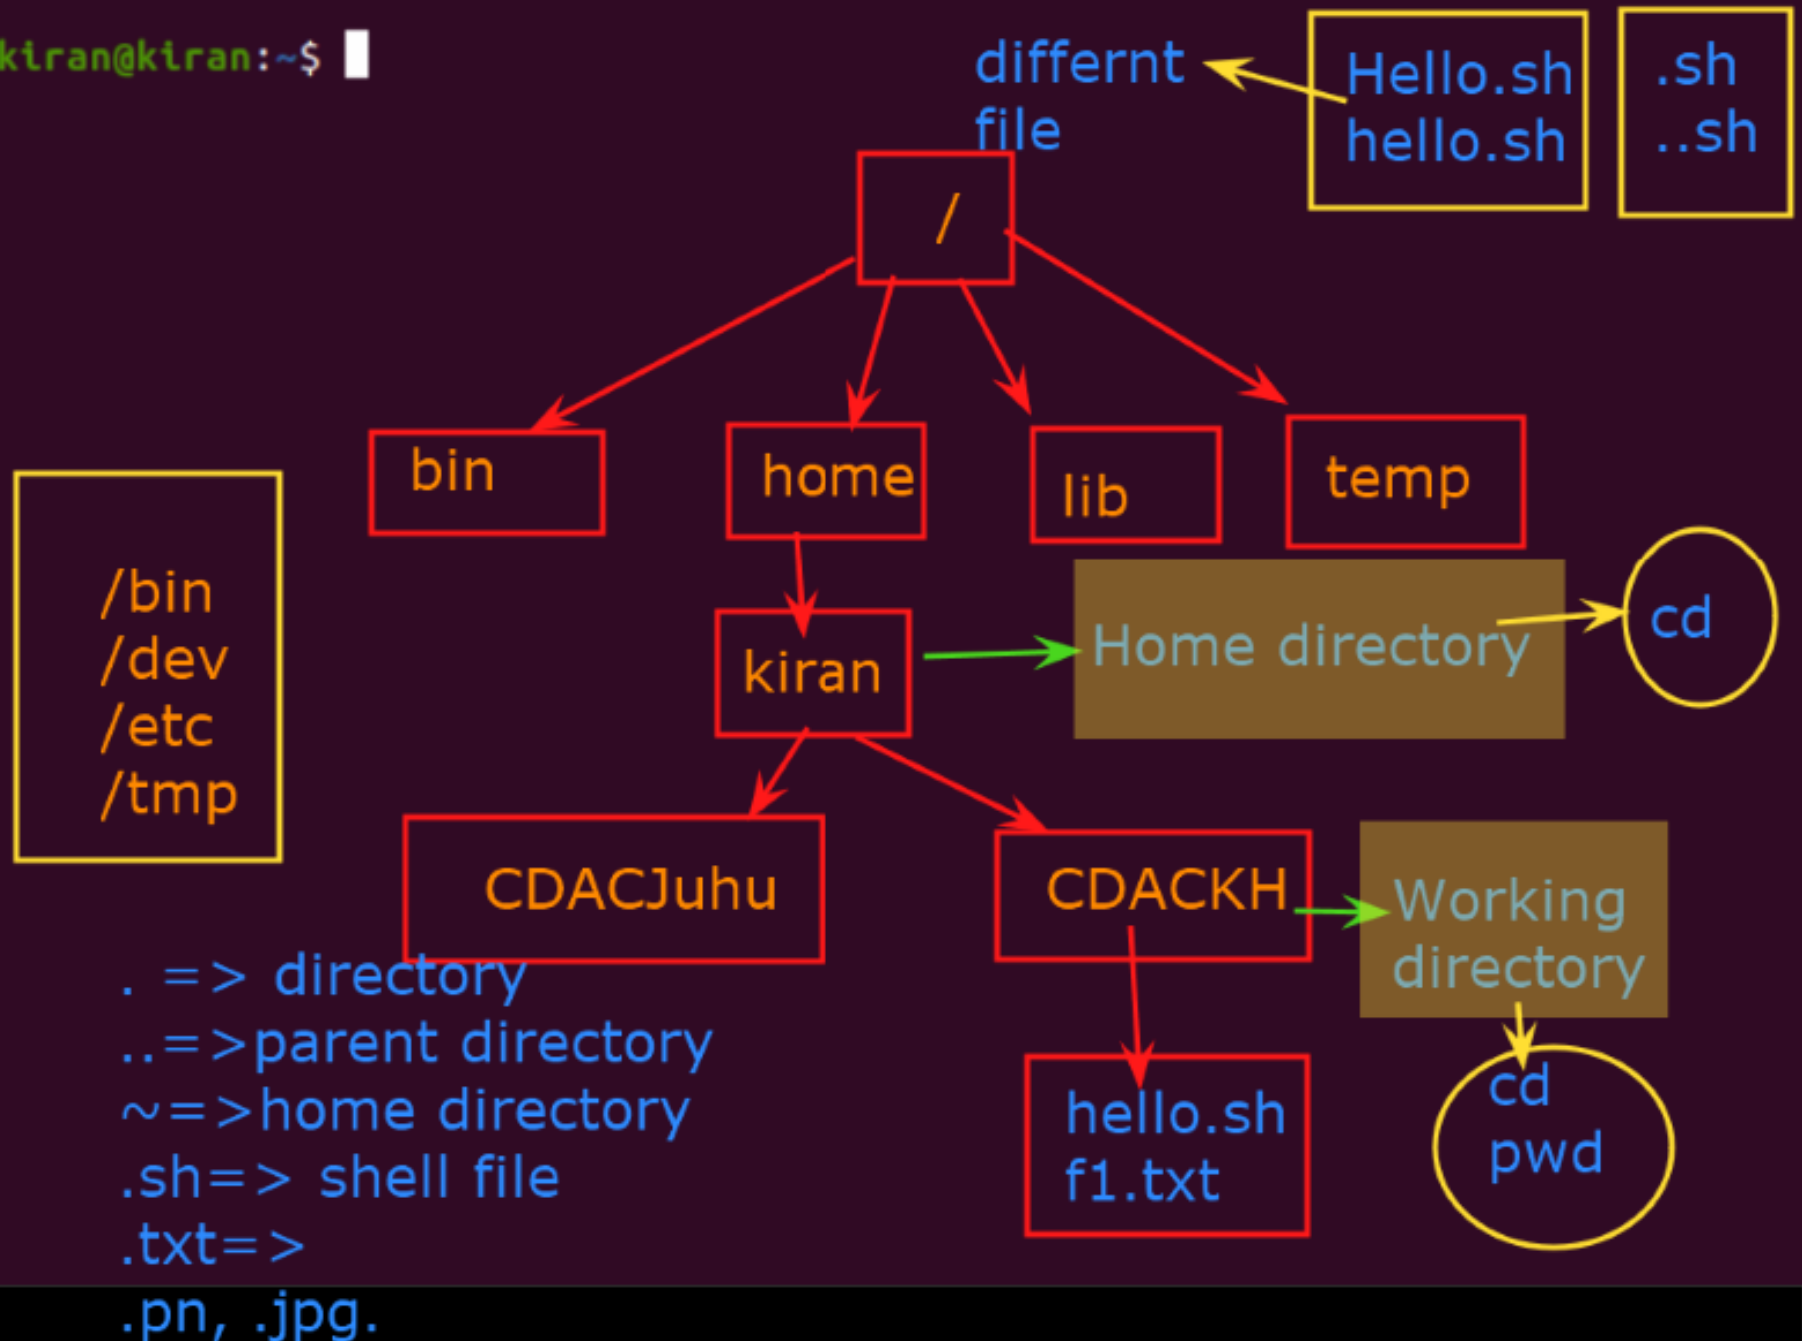 kiran@kiran:~$
differnt
file
Hello.sh
hello.sh
.sh
..sh
/
bin
home
lib
temp
/bin
/dev
/etc
/tmp
kiran
Home directory
cd
CDACJuhu
CDACKH
Working
directory
cd
pwd
hello.sh
f1.txt
. => directory
..=>parent directory
~=>home directory
.sh=> shell file
.txt=>
.pn, .jpg.